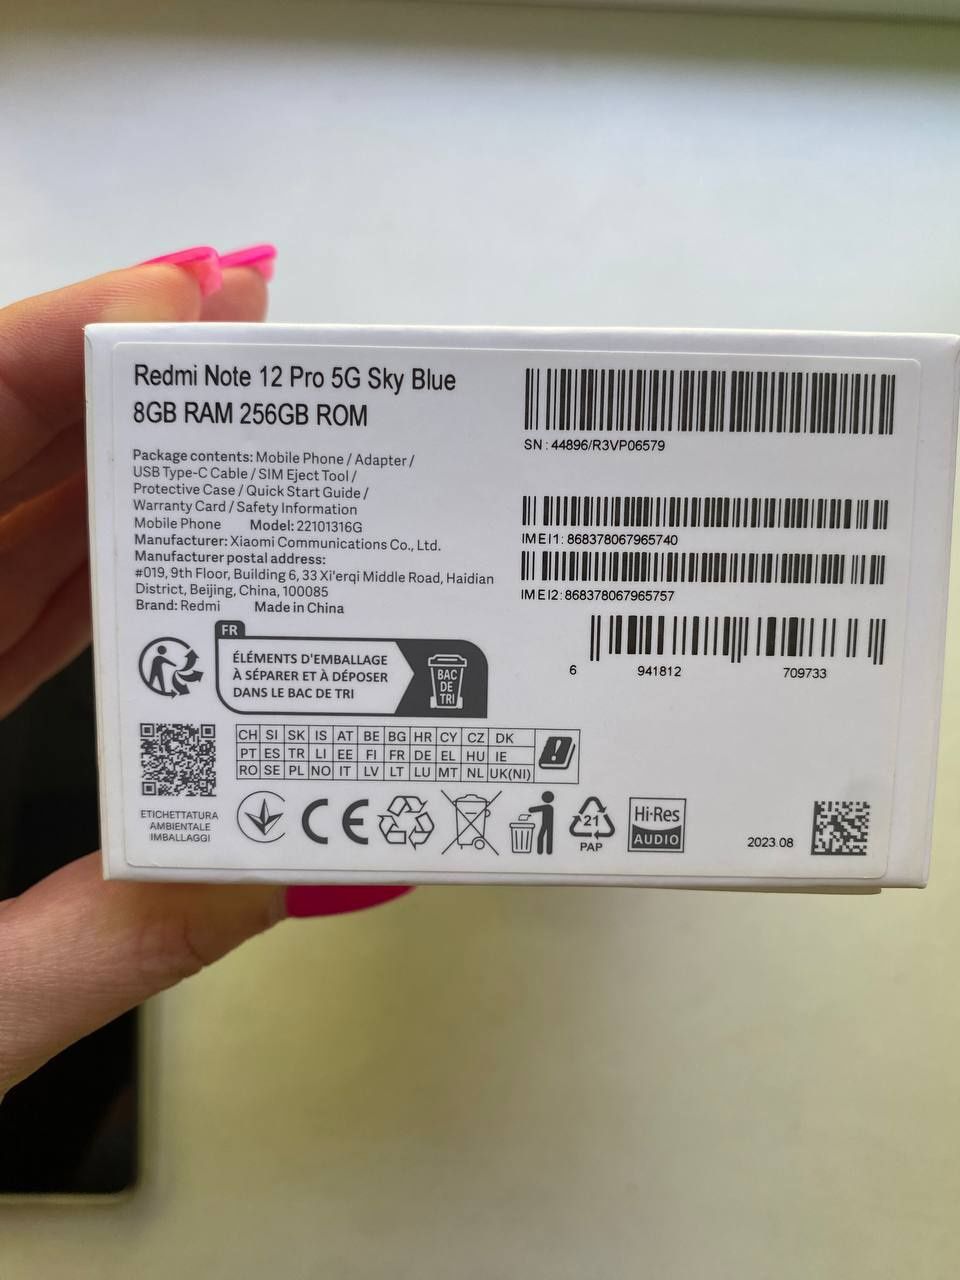 Redmi Note 12 Pro 5G Sky Blue
8GB RAM 256GB ROM
Package contents: Mobile Phone / Adapter /
USB Type-C Cable / SIM Eject Tool /
Protective Case / Quick Start Guide /
Warranty Card / Safety Information
Mobile Phone Model: 22101316G
Manufacturer: Xiaomi Communications Co., Ltd.
Manufacturer postal address:
#019, 9th Floor, Building 6, 33 Xi'erqi Middle Road, Haidian
District, Beijing, China, 100085
Brand: Redmi Made in China
SN : 44896/R3VP06579
IMEI1: 868378067965740
IMEI2: 868378067965757
6 941812 709733
FR
ÉLÉMENTS D'EMBALLAGE
À SÉPARER ET À DÉPOSER
DANS LE BAC DE TRI
BAC
DE
TRI
CH SI SK IS AT BE BG HR CY CZ DK
PT ES TR LI EE FI FR DE EL HU IE
RO SE PL NO IT LV LT LU MT NL UK(NI)
ETICHETTATURA
AMBIENTALE
IMBALLAGGI
CE
21
PAP
Hi-Res
AUDIO
2023.08